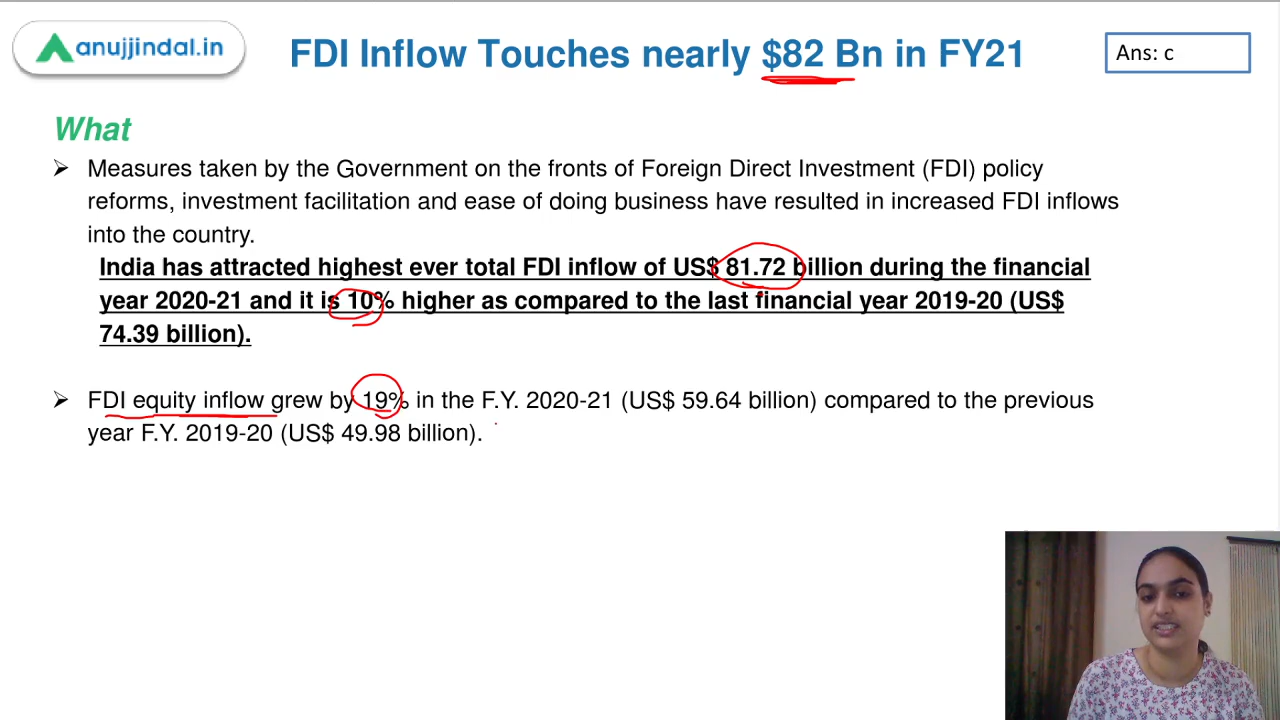 anujjindal.in
FDI Inflow Touches nearly $82 Bn in FY21
Ans: c
What
➢ Measures taken by the Government on the fronts of Foreign Direct Investment (FDI) policy
reforms, investment facilitation and ease of doing business have resulted in increased FDI inflows
into the country.
India has attracted highest ever total FDI inflow of US$ 81.72 billion during the financial
year 2020-21 and it is 10% higher as compared to the last financial year 2019-20 (US$
74.39 billion).
➢ FDI equity inflow grew by 19% in the F.Y. 2020-21 (US$ 59.64 billion) compared to the previous
year F.Y. 2019-20 (US$ 49.98 billion).